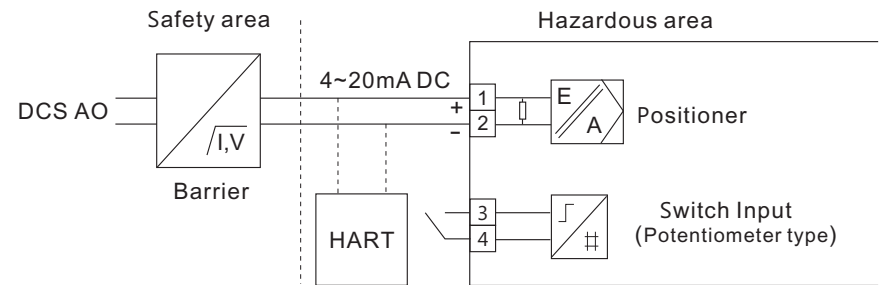 Safety area
Hazardous area
4~20mA DC
DCS AO
I,V
Barrier
+
-
1
2
E
A
Positioner
HART
3
4
Switch Input
(Potentiometer type)